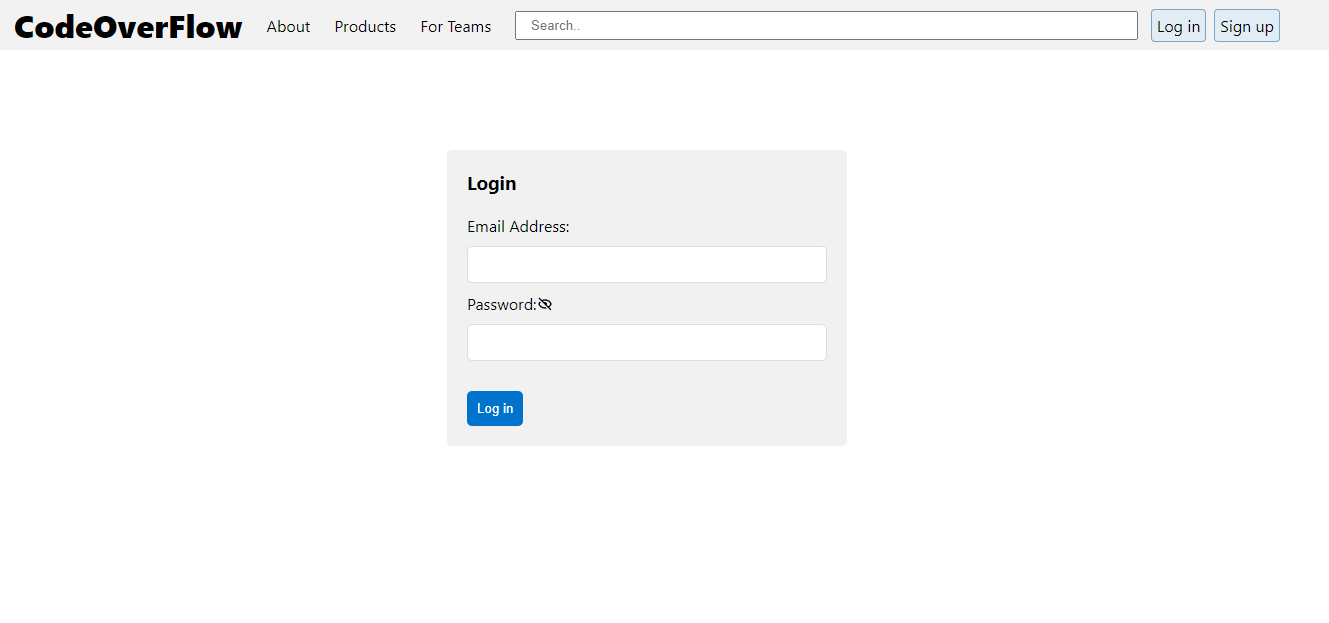 CodeOverFlow About Products For Teams Search.. Log in Sign up
Login
Email Address:
Password:
Log in